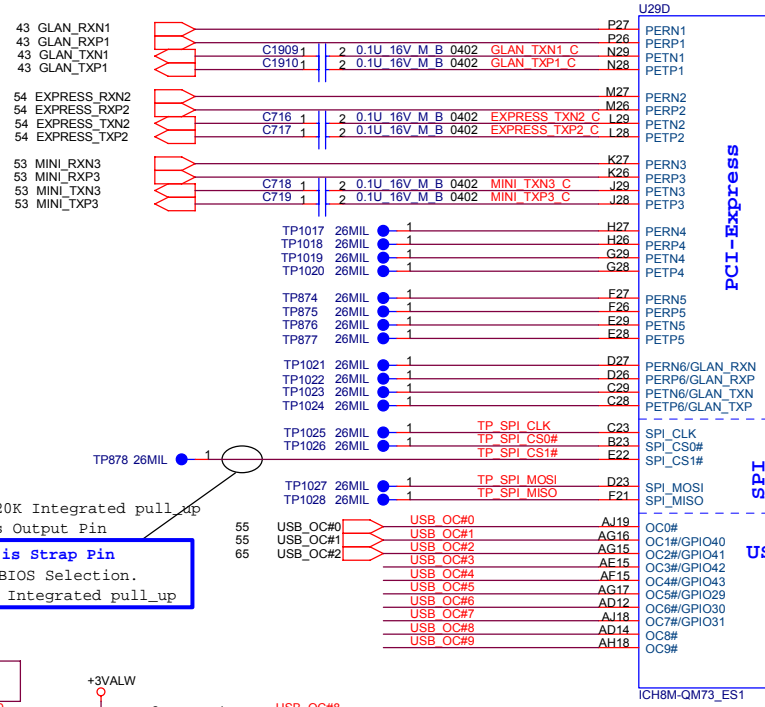 U29D
43 GLAN_RXN1 P27 PERN1
43 GLAN_RXP1 P26 PERP1
43 GLAN_TXN1 C1909 1 2 0.1U_16V_M_B 0402 GLAN_TXN1_C N29 PETN1
43 GLAN_TXP1 C1910 1 2 0.1U_16V_M_B 0402 GLAN_TXP1_C N28 PETP1
54 EXPRESS_RXN2 M27 PERN2
54 EXPRESS_RXP2 M26 PERP2
54 EXPRESS_TXN2 C716 1 2 0.1U_16V_M_B 0402 EXPRESS_TXN2_C L29 PETN2
54 EXPRESS_TXP2 C717 1 2 0.1U_16V_M_B 0402 EXPRESS_TXP2_C L28 PETP2
53 MINI_RXN3 K27 PERN3
53 MINI_RXP3 K26 PERP3
53 MINI_TXN3 C718 1 2 0.1U_16V_M_B 0402 MINI_TXN3_C J29 PETN3
53 MINI_TXP3 C719 1 2 0.1U_16V_M_B 0402 MINI_TXP3_C J28 PETP3
PCI-Express
TP1017 26MIL 1 H27 PERN4
TP1018 26MIL 1 H26 PERP4
TP1019 26MIL 1 G29 PETN4
TP1020 26MIL 1 G28 PETP4
TP874 26MIL 1 F27 PERN5
TP875 26MIL 1 F26 PERP5
TP876 26MIL 1 E29 PETN5
TP877 26MIL 1 E28 PETP5
TP1021 26MIL 1 D27 PERN6/GLAN_RXN
TP1022 26MIL 1 D26 PERP6/GLAN_RXP
TP1023 26MIL 1 C29 PETN6/GLAN_TXN
TP1024 26MIL 1 C28 PETP6/GLAN_TXP
TP1025 26MIL 1 TP_SPI_CLK C23 SPI_CLK
TP1026 26MIL 1 TP_SPI_CS0# B23 SPI_CS0#
TP878 26MIL 1 TP_SPI_CS1# E22 SPI_CS1#
SPI
TP1027 26MIL 1 TP_SPI_MOSI D23 SPI_MOSI
TP1028 26MIL 1 TP_SPI_MISO F21 SPI_MISO
20K Integrated pull_up
s Output Pin
is Strap Pin
BIOS Selection.
Integrated pull_up
55 USB_OC#0 USB_OC#0 AJ19 OC0#
55 USB_OC#1 USB_OC#1 AG16 OC1#/GPIO40
65 USB_OC#2 USB_OC#2 AG15 OC2#/GPIO41
USB_OC#3 AE15 OC3#/GPIO42
USB_OC#4 AF15 OC4#/GPIO43
USB_OC#5 AG17 OC5#/GPIO29
USB_OC#6 AD12 OC6#/GPIO30
USB_OC#7 AJ18 OC7#/GPIO31
USB_OC#8 AD14 OC8#
USB_OC#9 AH18 OC9#
US
+3VALW
ICH8M-QM73_ES1
USB_OC#8